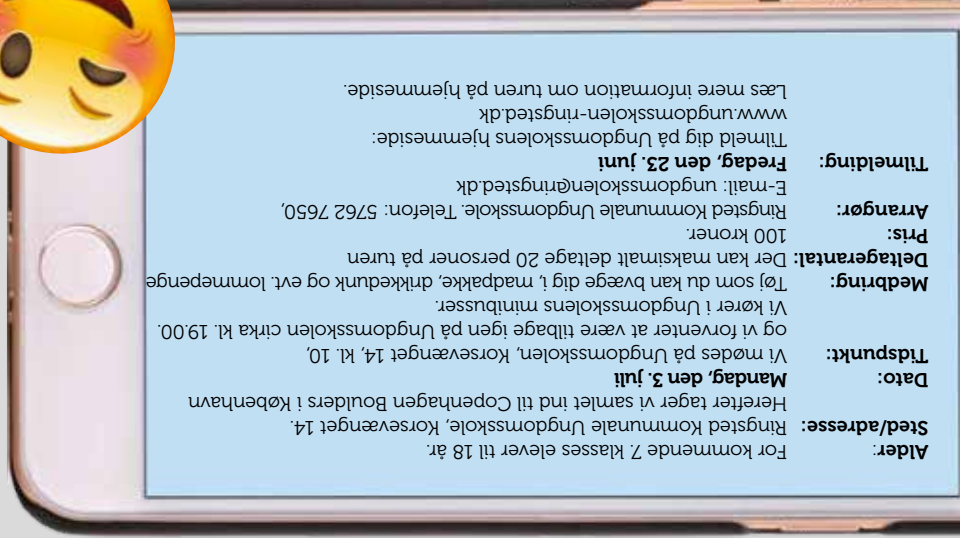 Alder: For kommende 7. klasses elever til 18 år.
Sted/adresse: Ringsted Kommunale Ungdomsskole, Korsevænget 14.
Herefter tager vi samlet ind til Copenhagen Boulders i København
Dato: Mandag, den 3. juli
Tidspunkt: Vi mødes på Ungdomsskolen, Korsevænget 14, kl. 10,
og vi forventer at være tilbage igen på Ungdomsskolen cirka kl. 19.00.
Vi kører i Ungdomsskolens minibusser.
Medbring: Tøj som du kan bevæge dig i, madpakke, drikkedunk og evt. lommepenge
Deltagerantal: Der kan maksimalt deltage 20 personer på turen
Pris: 100 kroner.
Arrangør: Ringsted Kommunale Ungdomsskole. Telefon: 5762 7650,
E-mail: ungdomsskolen@ringsted.dk
Tilmelding: Fredag, den 23. juni
Tilmeld dig på Ungdomsskolens hjemmeside:
www.ungdomsskolen-ringsted.dk
Læs mere information om turen på hjemmeside.